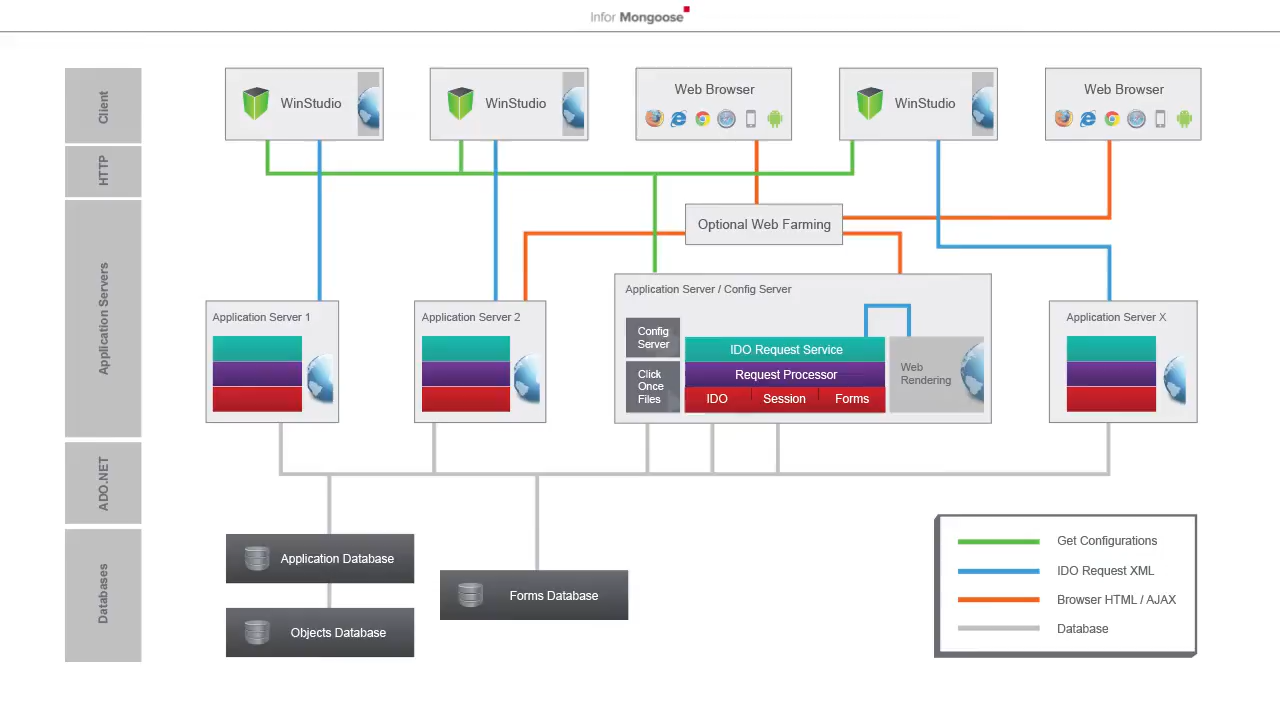 Infor Mongoose
Client
HTTP
Application Servers
ADO.NET
Databases
WinStudio
WinStudio
Web Browser
WinStudio
Web Browser
Optional Web Farming
Application Server 1
Application Server 2
Application Server / Config Server
Config
Server
Click
Once
Files
IDO Request Service
Request Processor
IDO
Session
Forms
Web
Rendering
Application Server X
Application Database
Objects Database
Forms Database
Get Configurations
IDO Request XML
Browser HTML / AJAX
Database